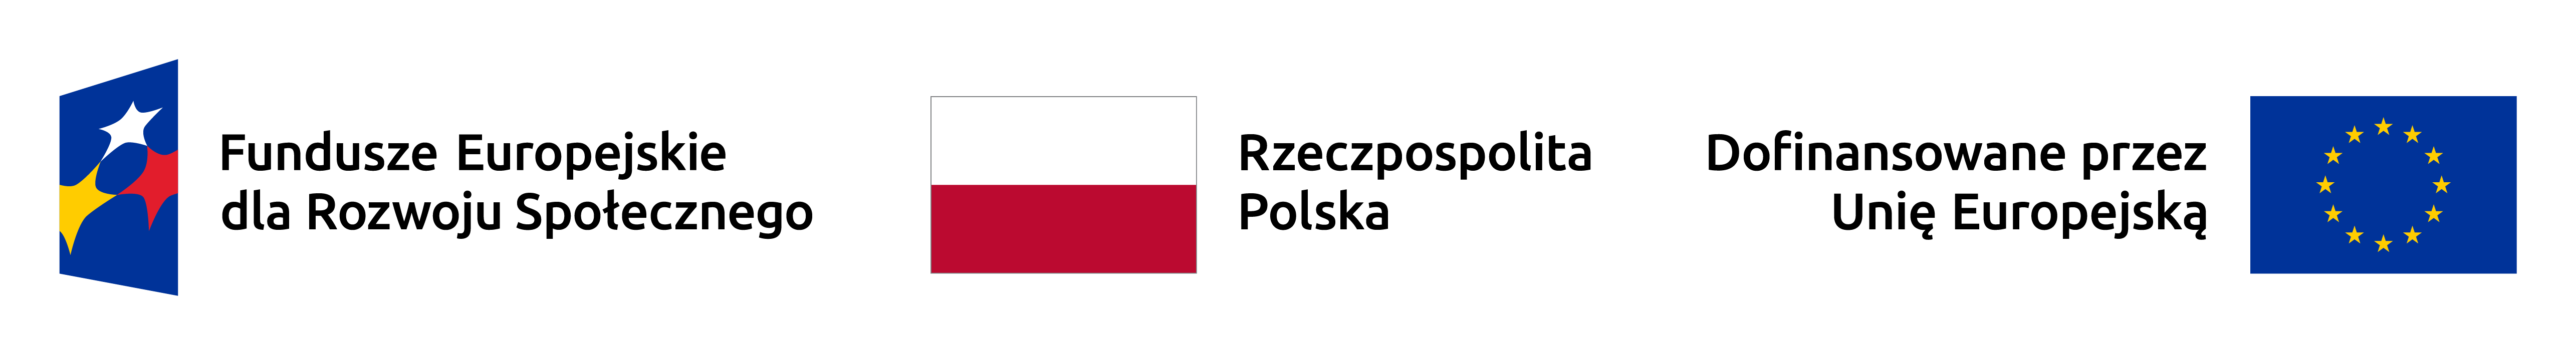 Fundusze Europejskie
dla Rozwoju Społecznego
Rzeczpospolita
Polska
Dofinansowane przez
Unię Europejską